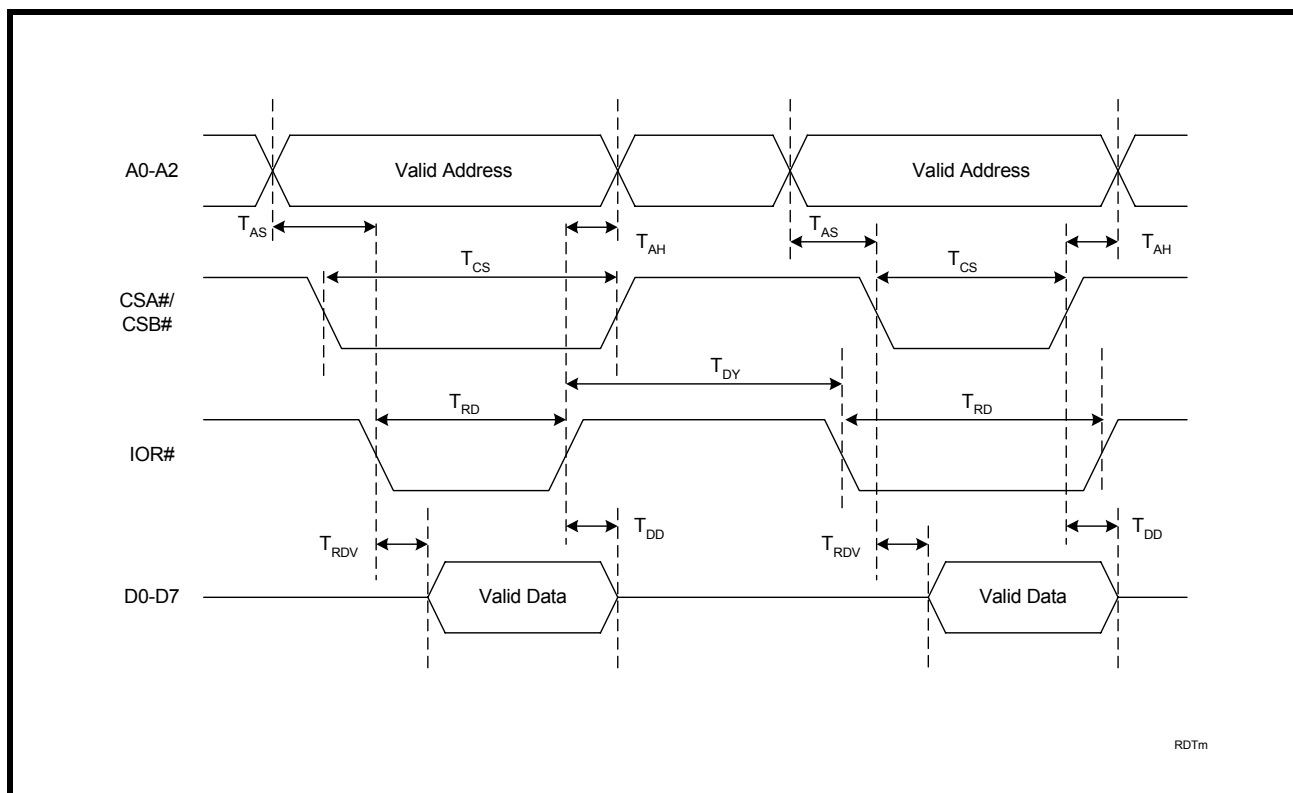 A0-A2
Valid Address
Valid Address
TAS
TAH
TAS
TAH
TCS
TCS
CSA#/
CSB#
TDY
TRD
TRD
IOR#
TRDV
TDD
TRDV
TDD
D0-D7
Valid Data
Valid Data
RDTm